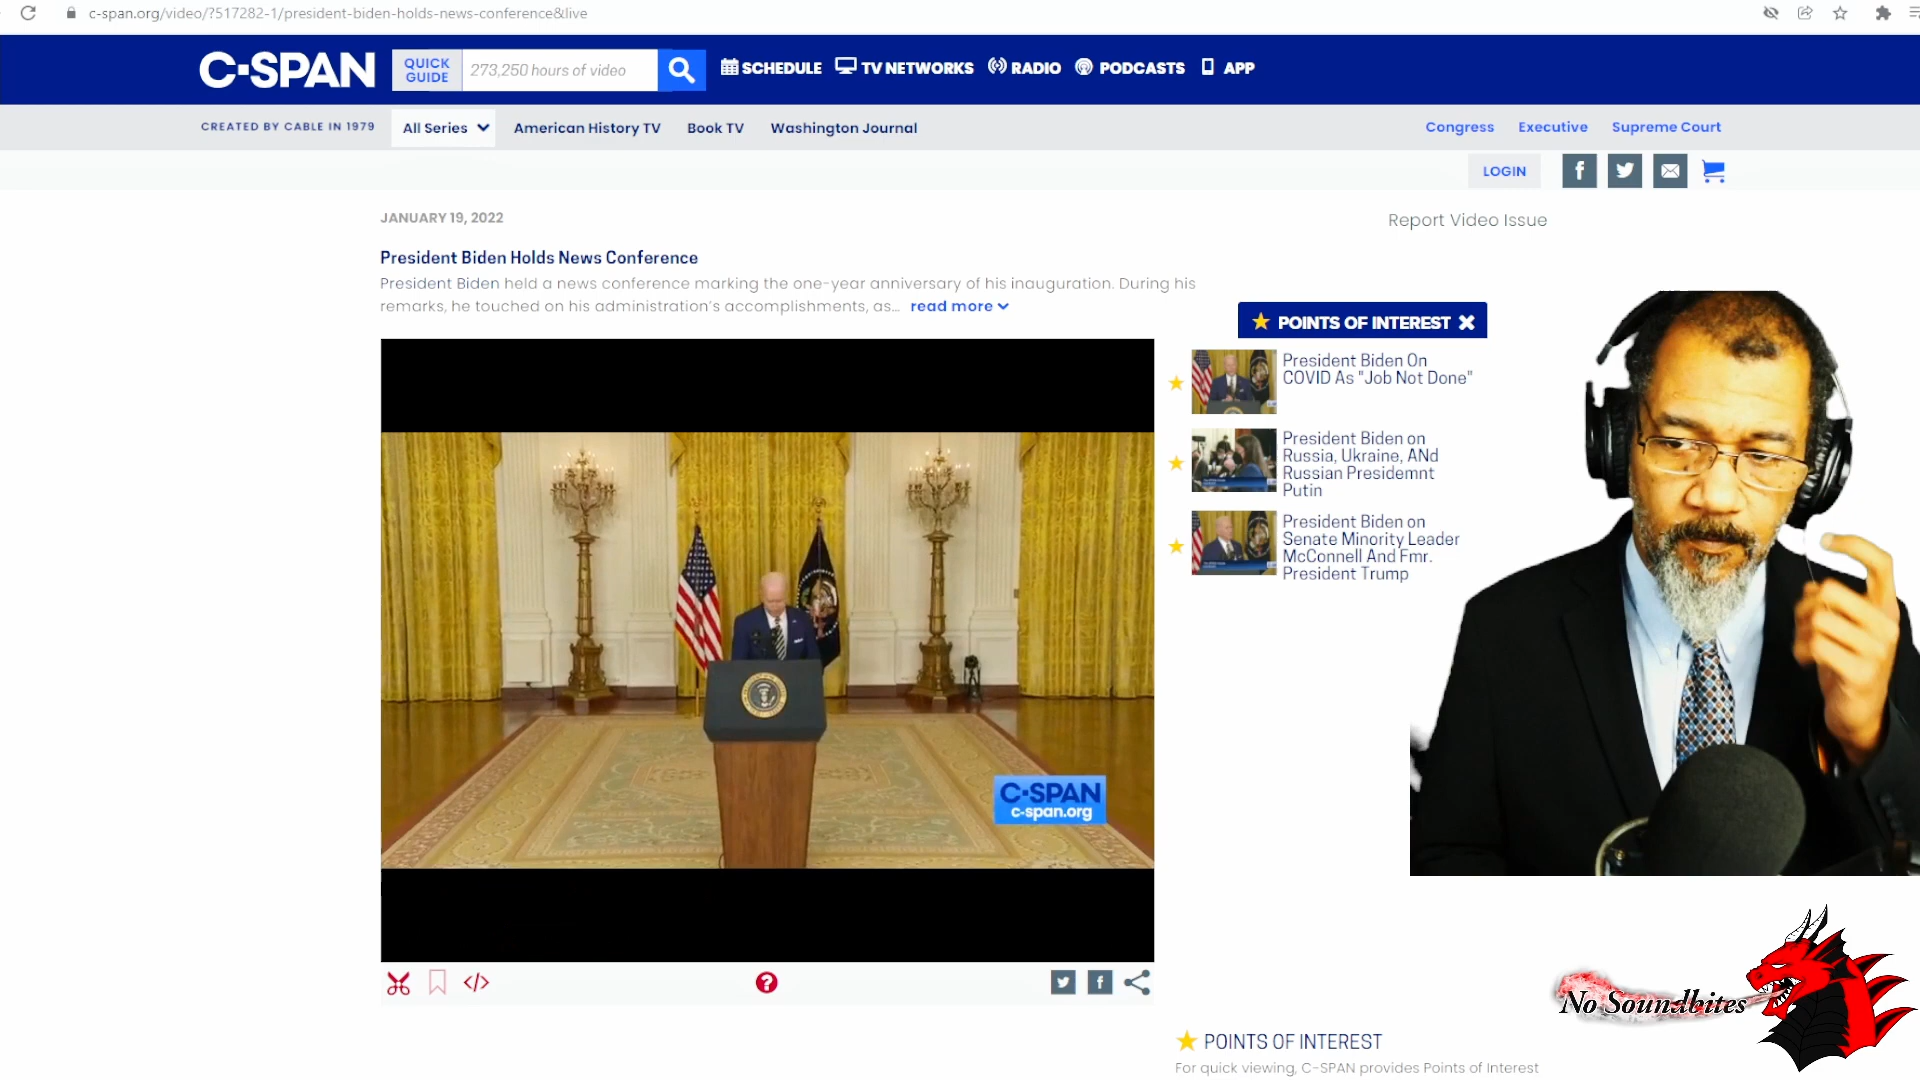 c-span.org/video/?517282-1/president-biden-holds-news-conference&live
C·SPAN
QUICK
GUIDE
273,250 hours of video
SCHEDULE
TV NETWORKS
RADIO
PODCASTS
APP
CREATED BY CABLE IN 1979
All Series
American History TV
Book TV
Washington Journal
Congress
Executive
Supreme Court
LOGIN
JANUARY 19, 2022
Report Video Issue
President Biden Holds News Conference
President Biden held a news conference marking the one-year anniversary of his inauguration. During his
remarks, he touched on his administration's accomplishments, as... read more
POINTS OF INTEREST
President Biden On
COVID As "Job Not Done"
President Biden on
Russia, Ukraine, ANd
Russian Presidemnt
Putin
President Biden on
Senate Minority Leader
McConnell And Fmr.
President Trump
C-SPAN
c-span.org
No Soundbites
POINTS OF INTEREST
For quick viewing, C-SPAN provides Points of Interest